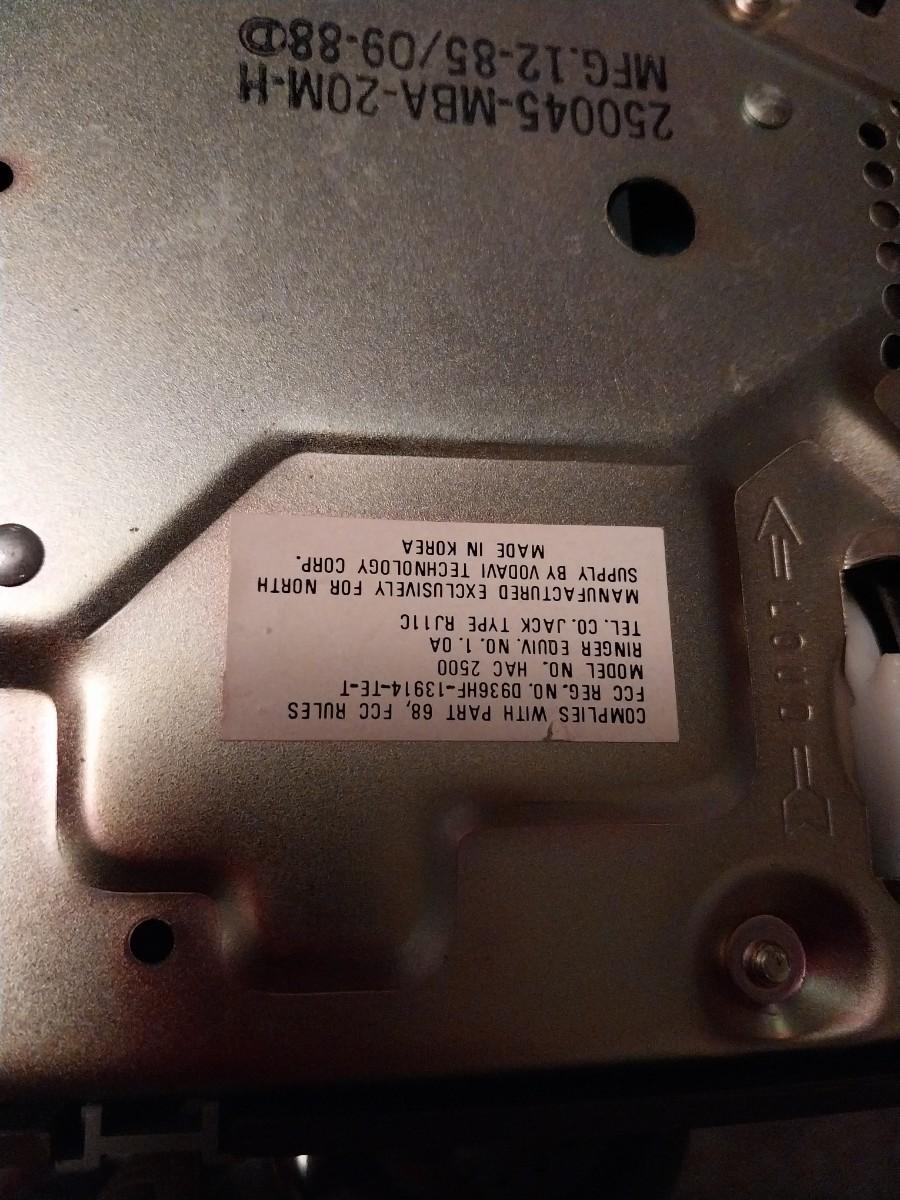 COMPLIES WITH PART 68, FCC RULES
FCC REG. NO. D936HF-13914-TE-T
MODEL NO. HAC 2500
RINGER EQUIV. NO. 1.0A
TEL. CO. JACK TYPE RJ11C
MANUFACTURED EXCLUSIVELY FOR NORTH
SUPPLY BY VODAVI TECHNOLOGY CORP.
MADE IN KOREA
250045-MBA-20M-H
MFG.12-85/09-88 D
LOUD